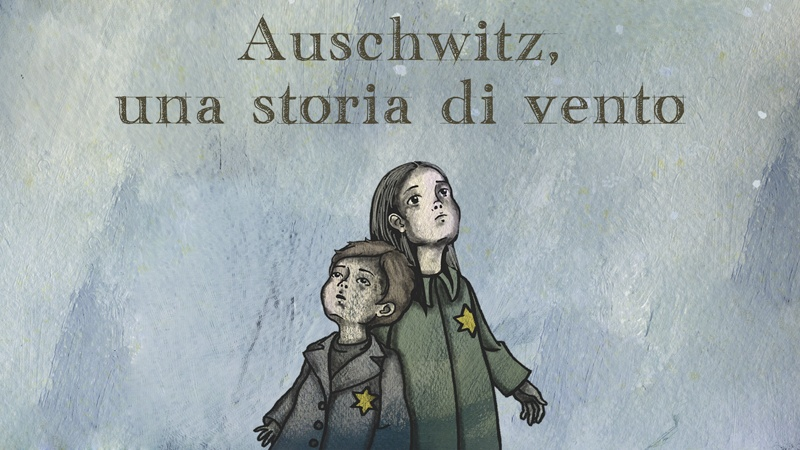 Auschwitz,
una storia di vento